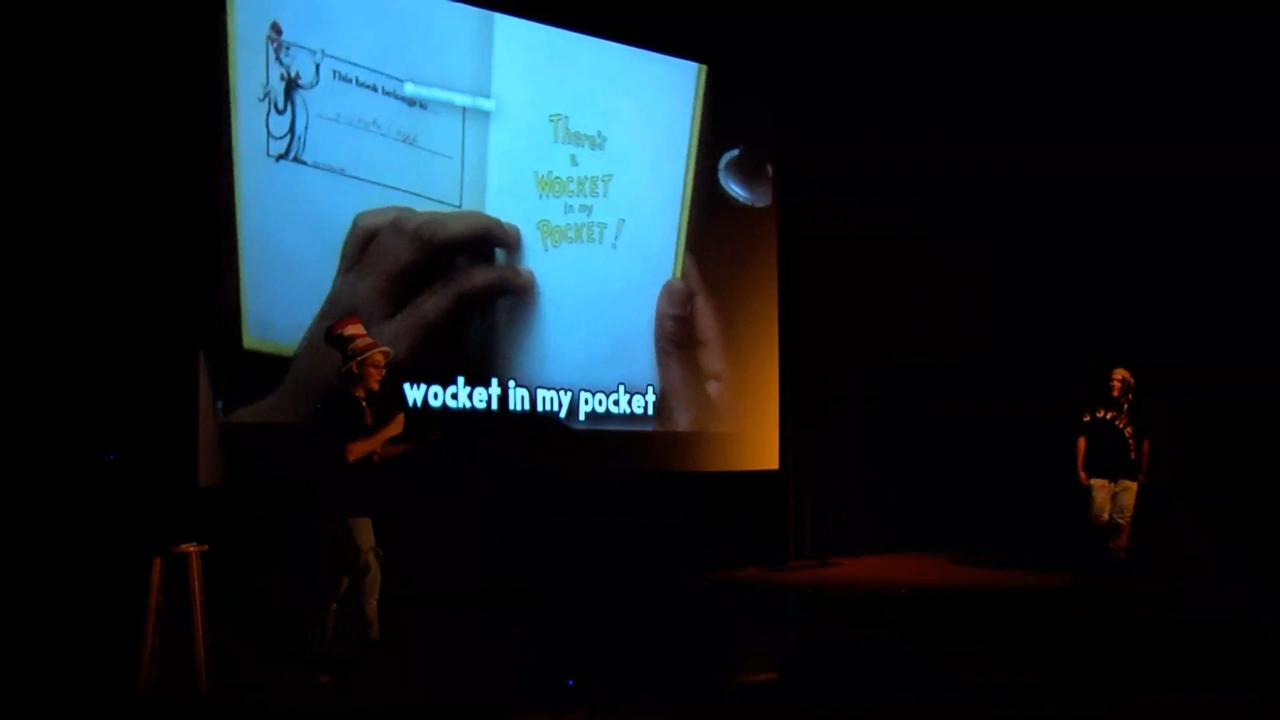 This book belongs to
There's
a
WOCKET
in my
POCKET!
wocket in my pocket